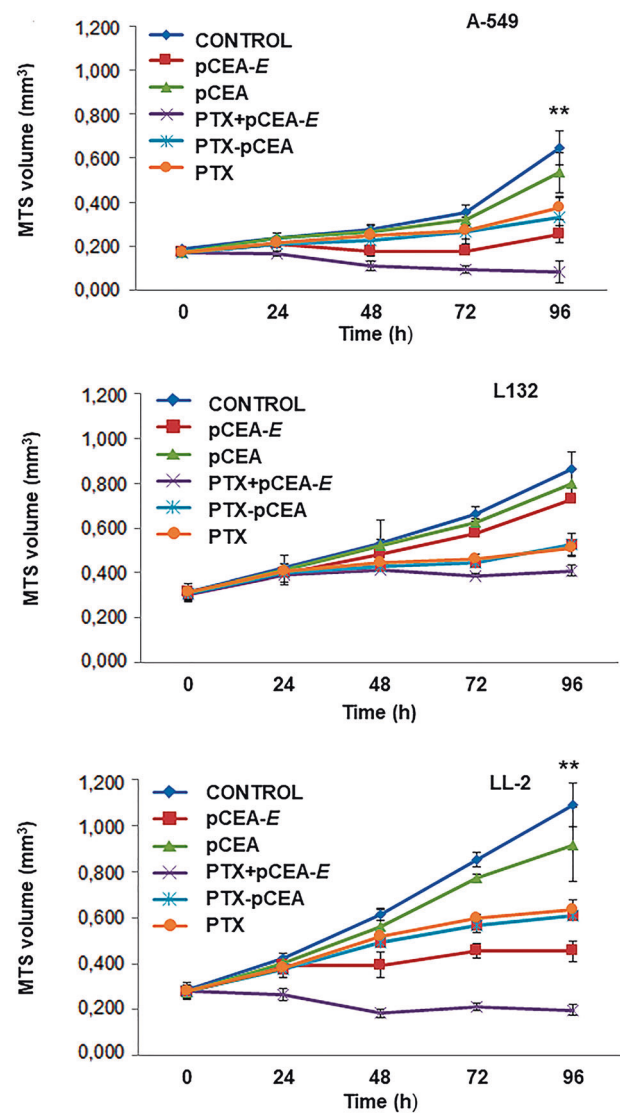 A-549
1,200
1,000
0,800
0,600
0,400
0,200
0,000
MTS volume (mm³)
CONTROL
pCEA-E
pCEA
PTX+pCEA-E
PTX-pCEA
PTX
**
0 24 48 72 96
Time (h)
L132
1,200
1,000
0,800
0,600
0,400
0,200
0,000
MTS volume (mm³)
CONTROL
pCEA-E
pCEA
PTX+pCEA-E
PTX-pCEA
PTX
0 24 48 72 96
Time (h)
LL-2
1,200
1,000
0,800
0,600
0,400
0,200
0,000
MTS volume (mm³)
CONTROL
pCEA-E
pCEA
PTX+pCEA-E
PTX-pCEA
PTX
**
0 24 48 72 96
Time (h)